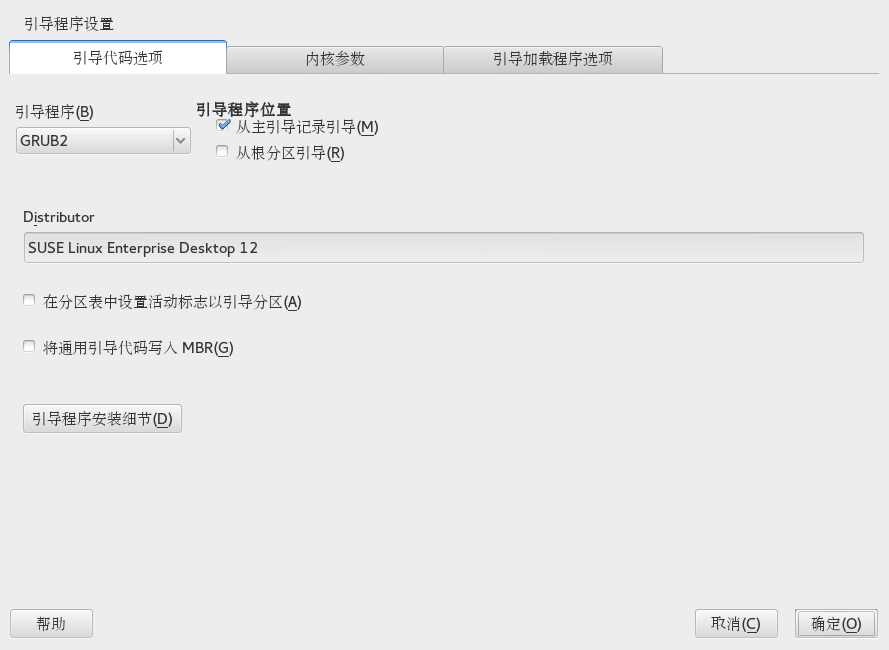 引导程序设置
引导代码选项 内核参数 引导加载程序选项
引导程序(B)
引导程序位置
GRUB2
从主引导记录引导(M)
从根分区引导(R)
Distributor
SUSE Linux Enterprise Desktop 12
在分区表中设置活动标志以引导分区(A)
将通用引导代码写入 MBR(G)
引导程序安装细节(D)
帮助 取消(C) 确定(O)